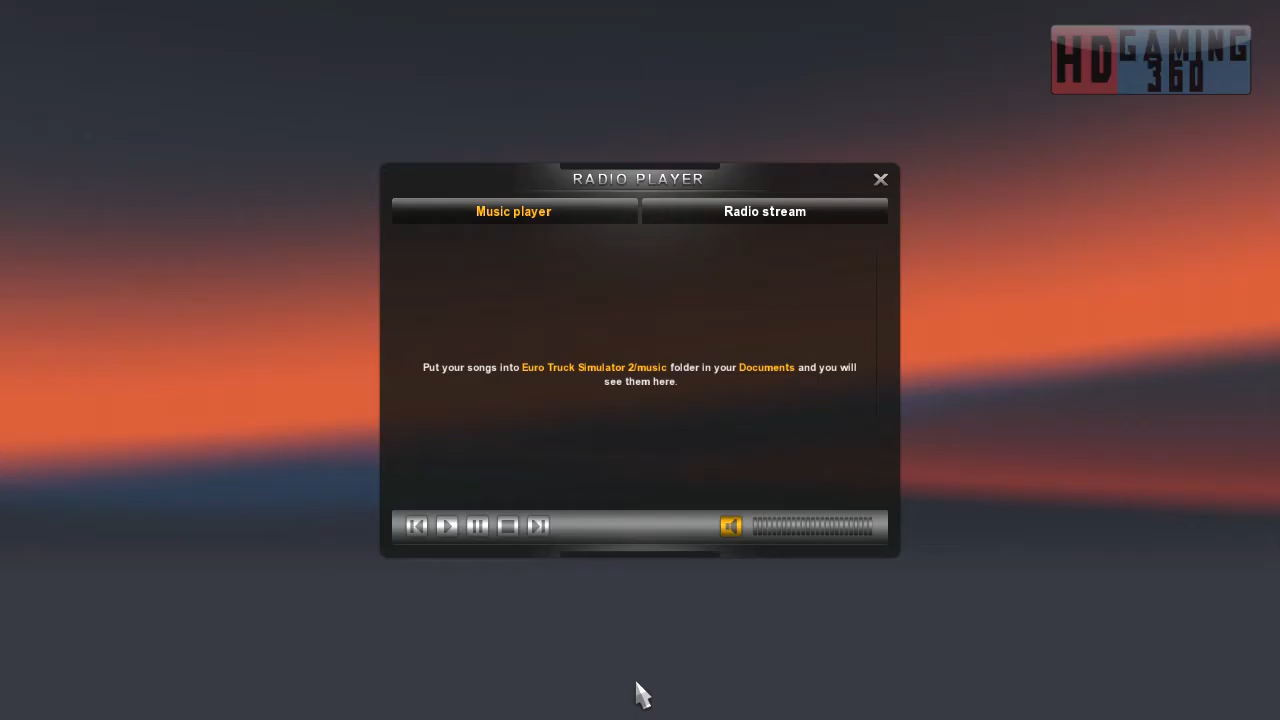 HD GAMING
360
RADIO PLAYER
Music player
Radio stream
Put your songs into Euro Truck Simulator 2/music folder in your Documents and you will
see them here.